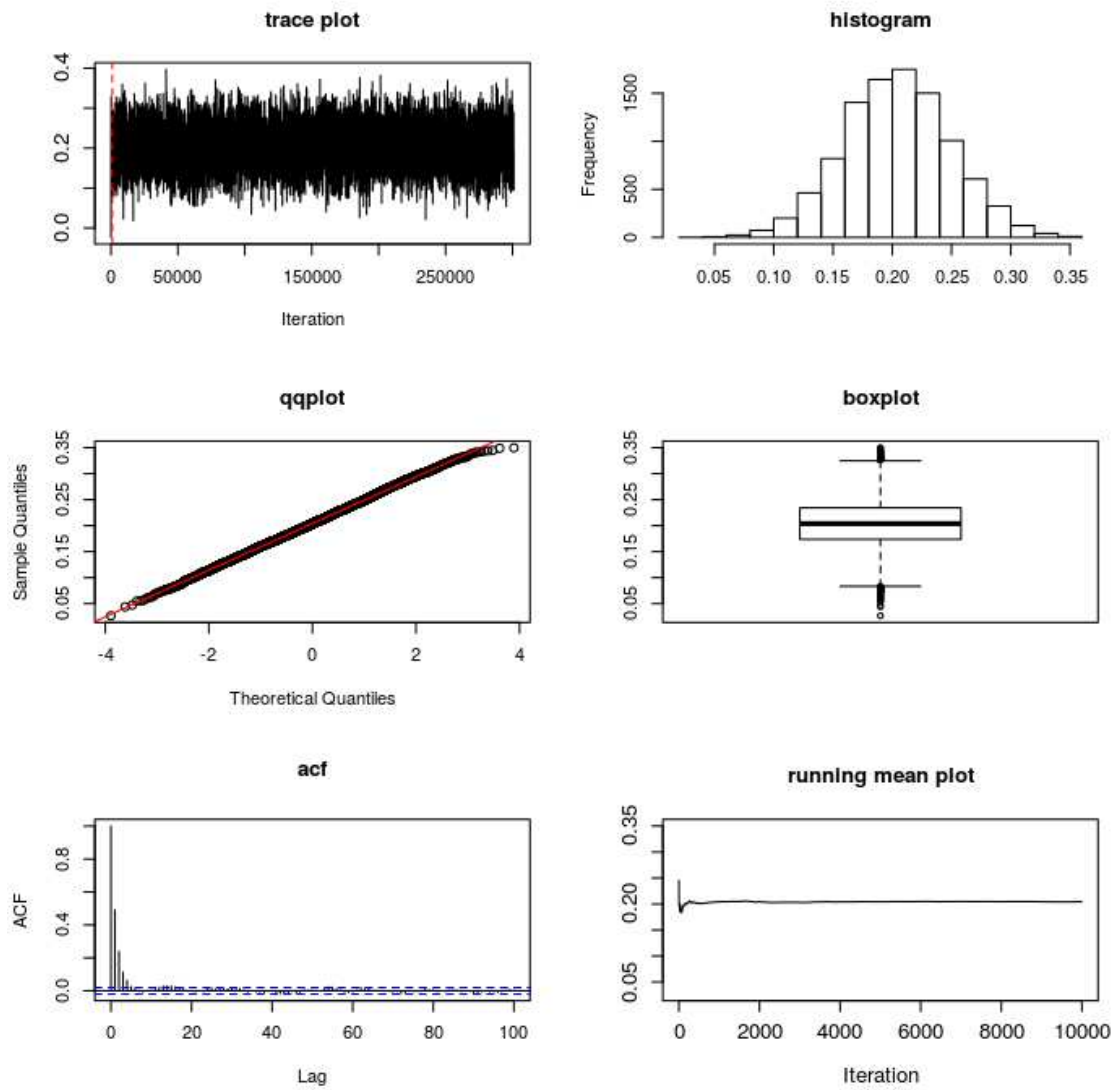 trace plot
0.4
0.2
0.0
0 50000 150000 250000
Iteration
histogram
Frequency
1500
500
0
0.05 0.10 0.15 0.20 0.25 0.30 0.35
qqplot
Sample Quantiles
0.35
0.25
0.15
0.05
-4 -2 0 2 4
Theoretical Quantiles
boxplot
0.35
0.25
0.15
0.05
acf
ACF
0.8
0.4
0.0
0 20 40 60 80 100
Lag
running mean plot
0.35
0.20
0.05
0 2000 4000 6000 8000 10000
Iteration